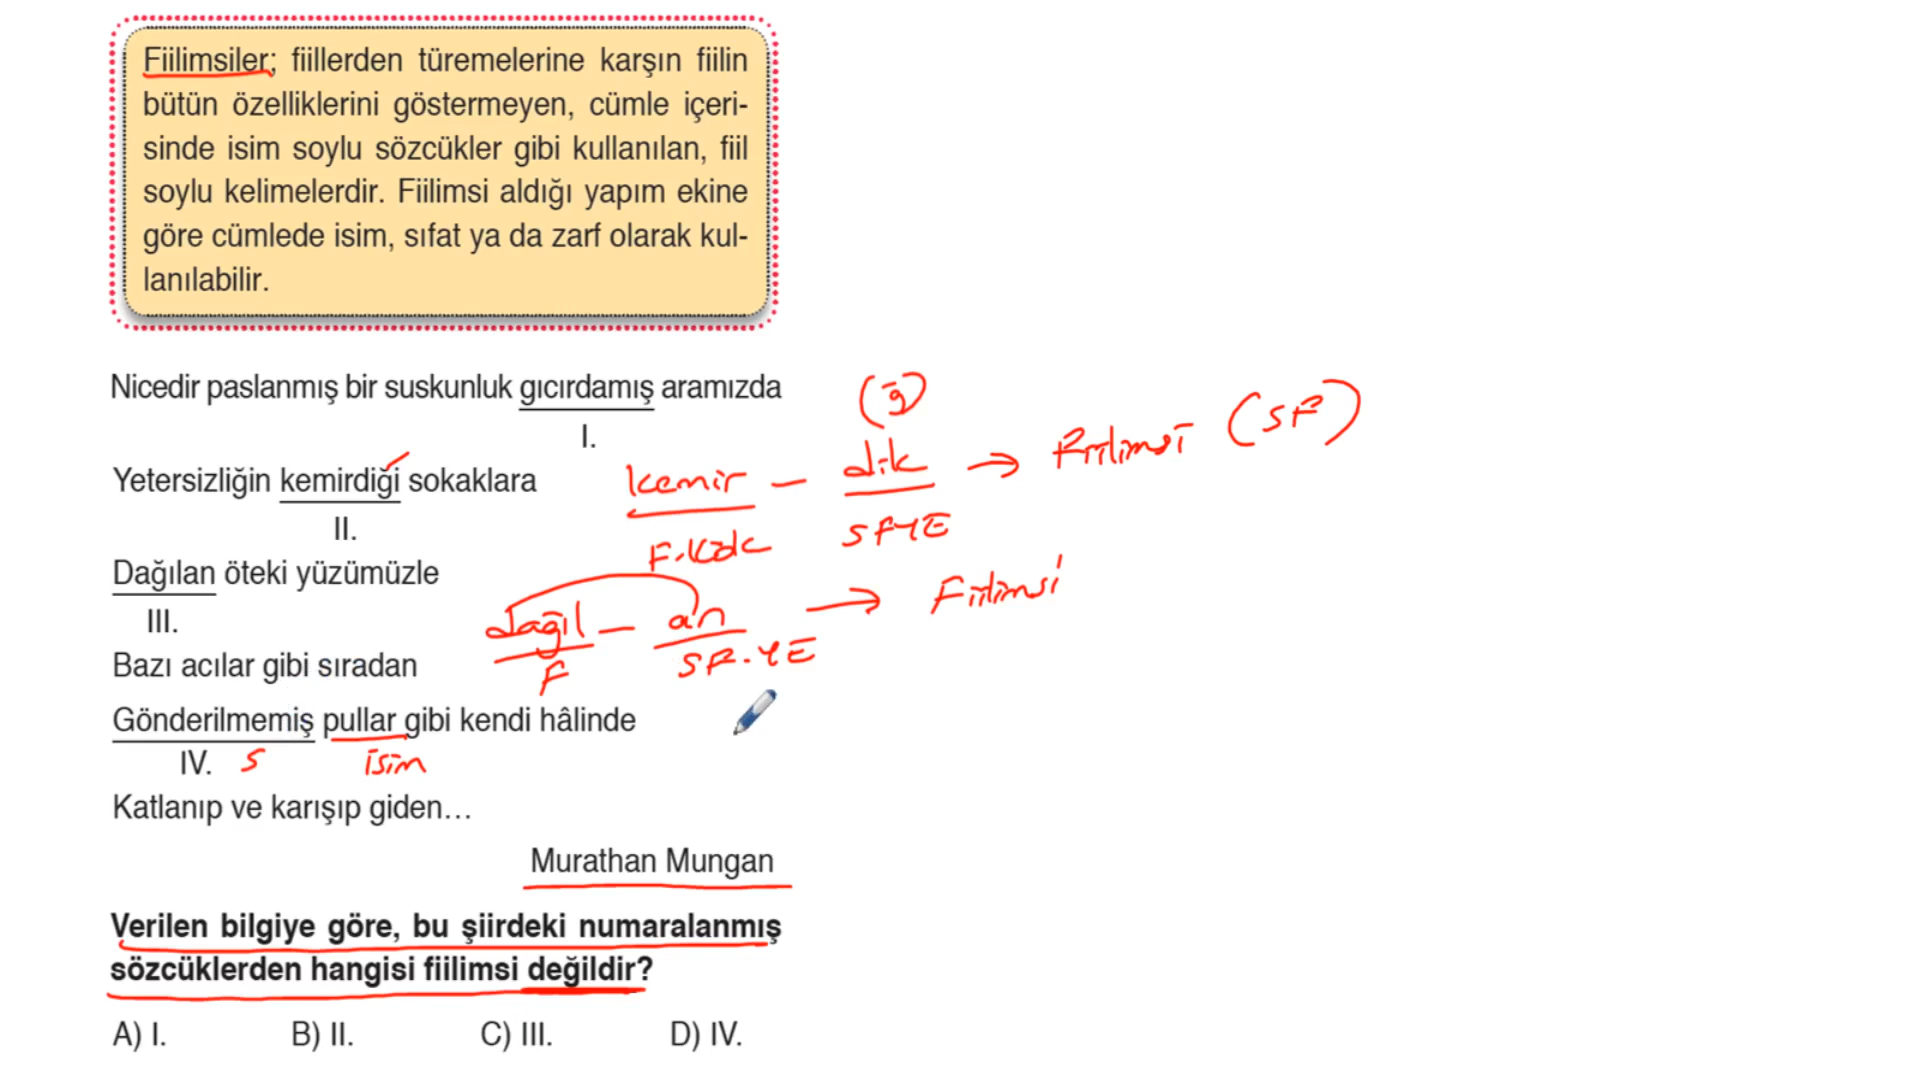 Fiilimsiler; fiillerden türemelerine karşın fiilin
bütün özelliklerini göstermeyen, cümle içeri-
sinde isim soylu sözcükler gibi kullanılan, fiil
soylu kelimelerdir. Fiilimsi aldığı yapım ekine
göre cümlede isim, sıfat ya da zarf olarak kul-
lanılabilir.
Nicedir paslanmış bir suskunluk gıcırdamış aramızda
I.
(ğ)
Yetersizliğin kemirdiği sokaklara
II.
kemir – dik → Fiilimsi (SF)
F.Kök SFYE
Dağılan öteki yüzümüzle
III.
dağıl – an → Fiilimsi
F SF.YE
Bazı acılar gibi sıradan
Gönderilmemiş pullar gibi kendi hâlinde
IV. S isim
Katlanıp ve karışıp giden…
Murathan Mungan
Verilen bilgiye göre, bu şiirdeki numaralanmış
sözcüklerden hangisi fiilimsi değildir?
A) I. B) II. C) III. D) IV.